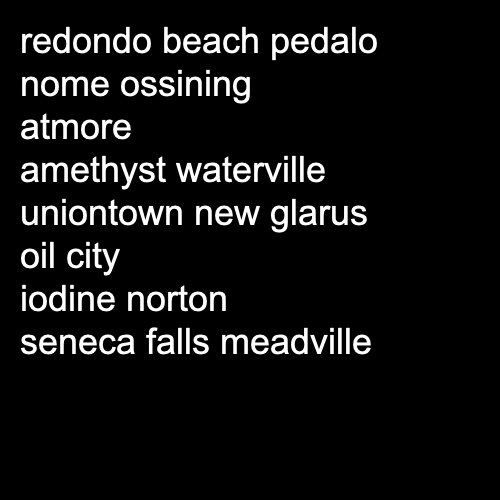 redondo beach pedalo
nome ossining
atmore
amethyst waterville
uniontown new glarus
oil city
iodine norton
seneca falls meadville